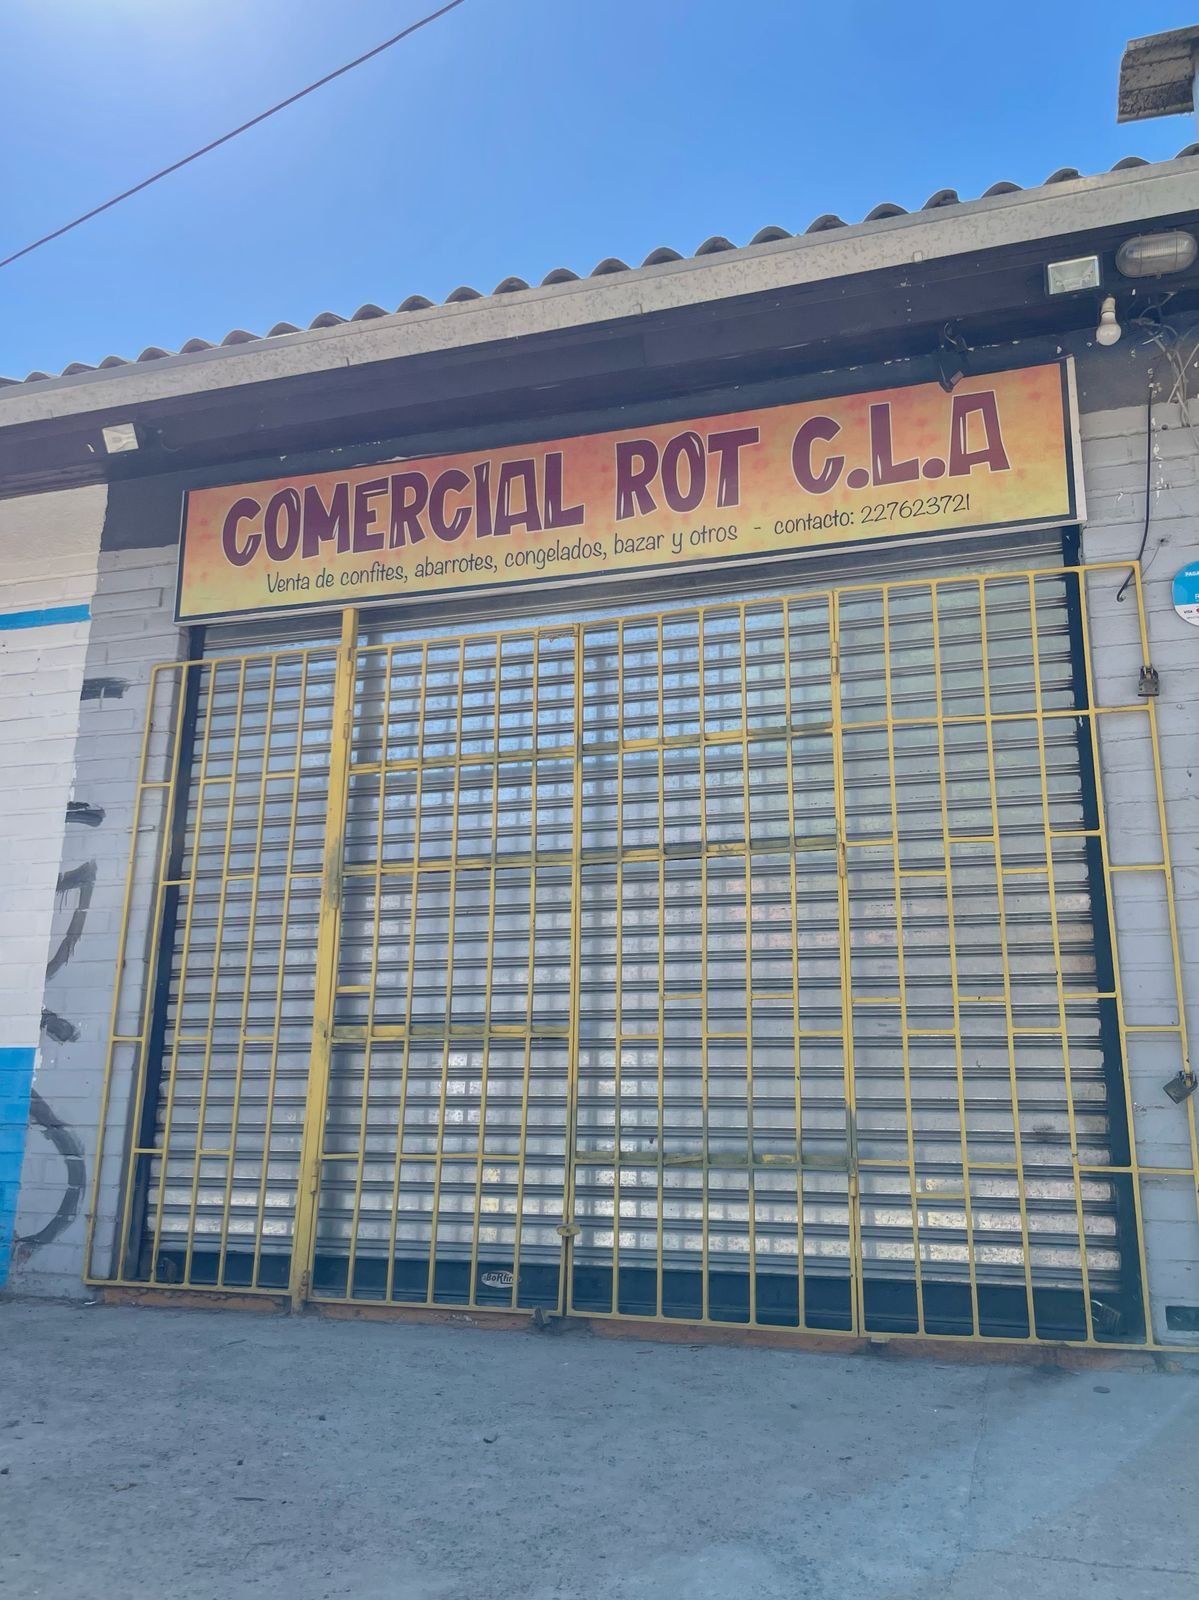 COMERCIAL ROT C.L.A
Venta de confites, abarrotes, congelados, bazar y otros - contacto: 227623721